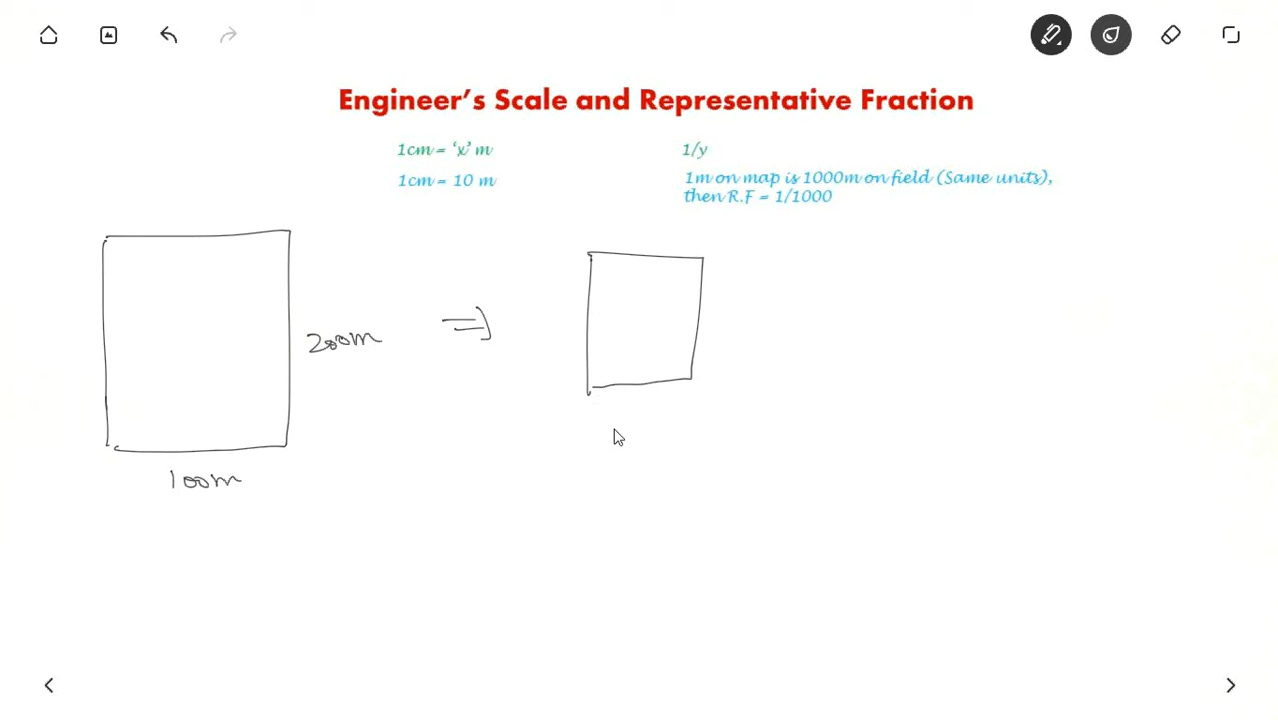 Engineer's Scale and Representative Fraction
1cm = 'x' m
1/y
1cm = 10 m
1m on map is 1000m on field (Same units),
then R.F = 1/1000
200m
100m